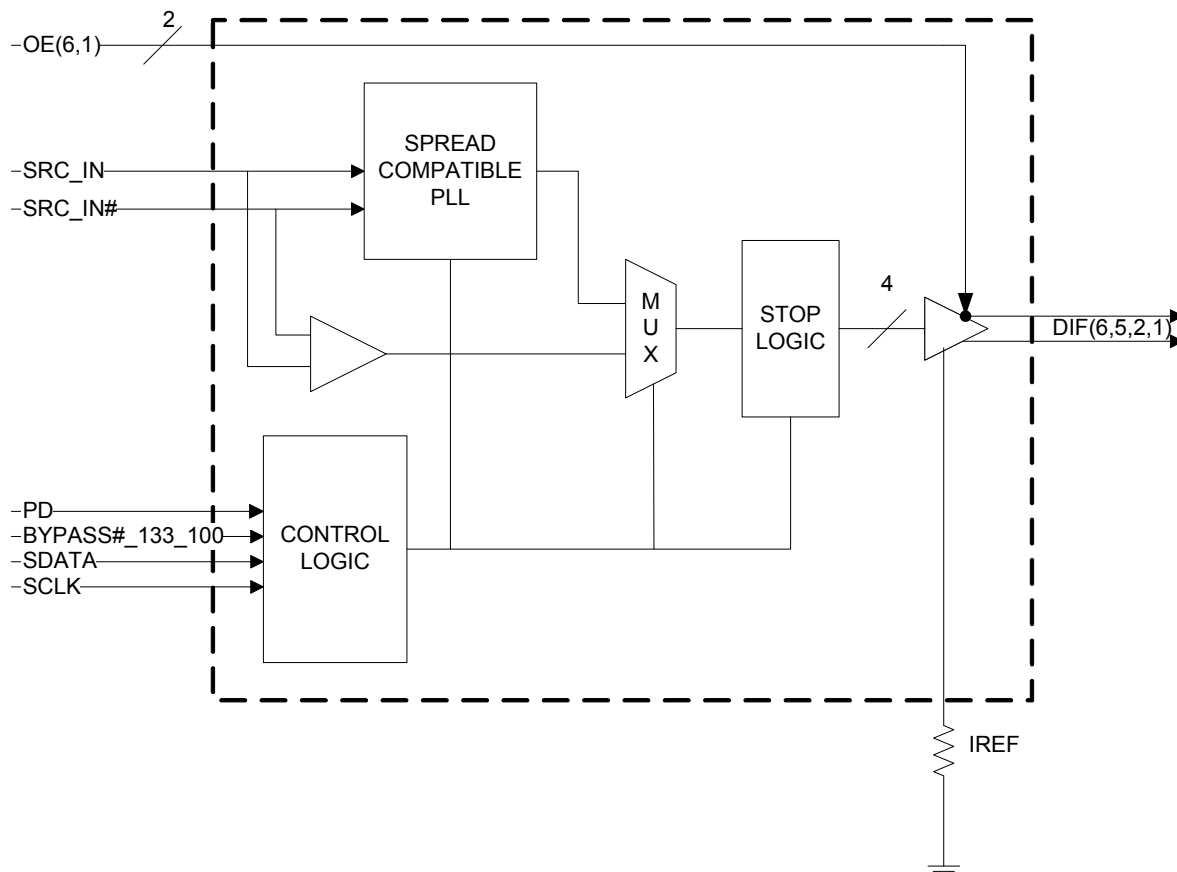 2
OE(6,1)
SPREAD
COMPATIBLE
PLL
SRC_IN
SRC_IN#
M
U
X
STOP
LOGIC
4
DIF(6,5,2,1)
PD
BYPASS#_133_100
SDATA
SCLK
CONTROL
LOGIC
IREF